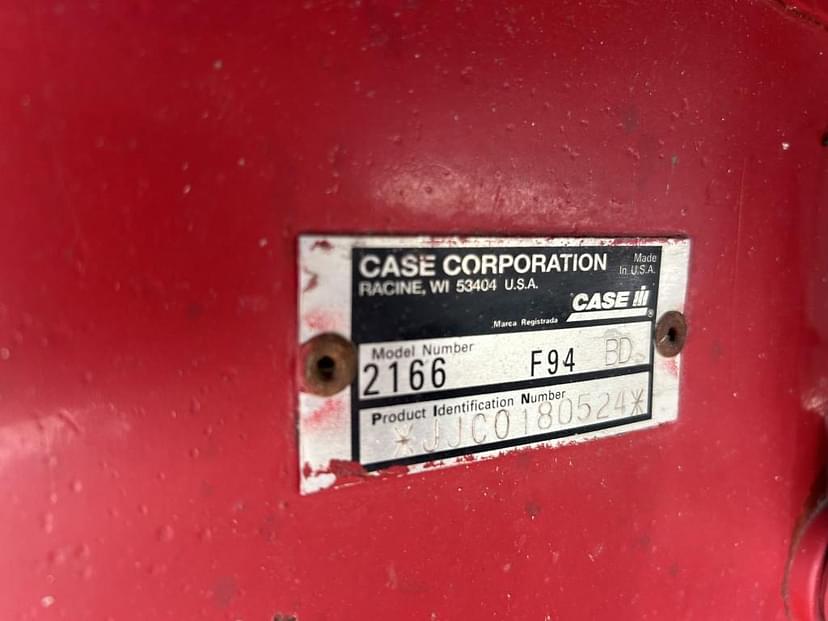 CASE CORPORATION
Made
In U.S.A.
RACINE, WI 53404 U.S.A.
CASE IH
®
Marca Registrada
Model Number
2166 F94 BD
Product Identification Number
*JJC0180524*